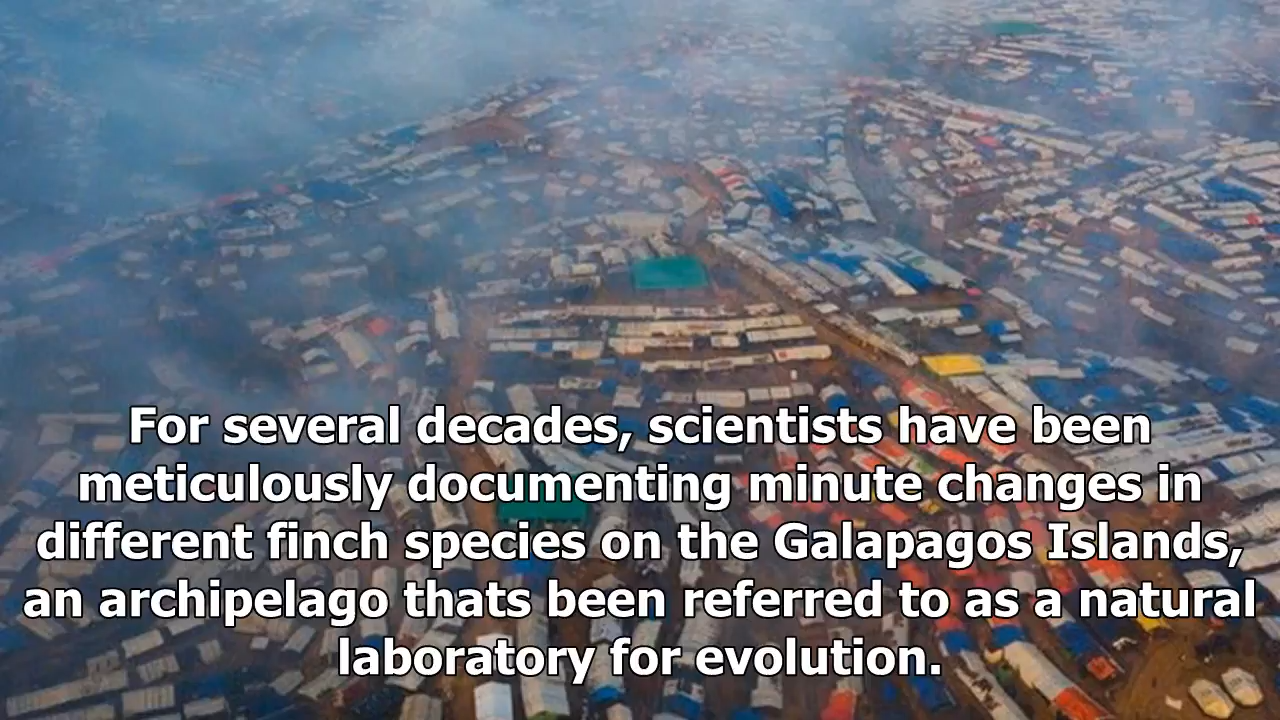 For several decades, scientists have been
meticulously documenting minute changes in
different finch species on the Galapagos Islands,
an archipelago thats been referred to as a natural
laboratory for evolution.